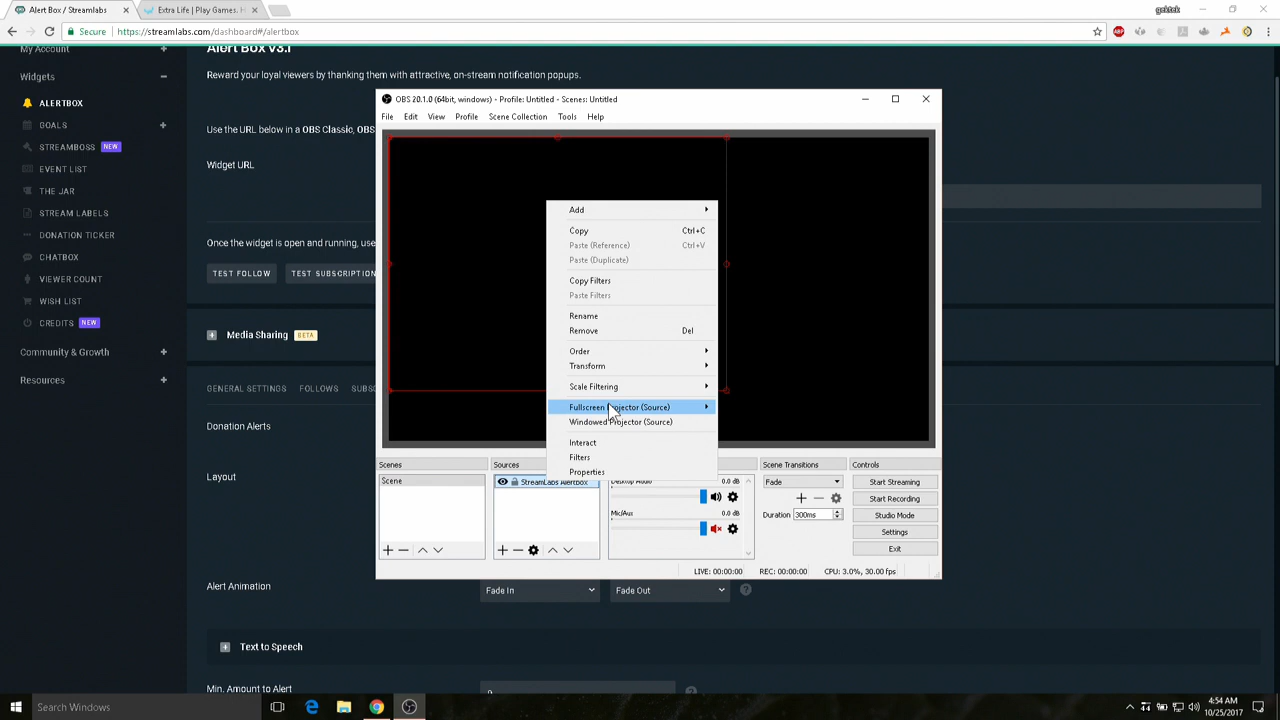 Alert Box / Streamlabs
Extra Life | Play Games. H
gektek
Secure
https://streamlabs.com/dashboard#/alertbox
My Account
Widgets
ALERTBOX
GOALS
STREAMBOSS NEW
EVENT LIST
THE JAR
STREAM LABELS
DONATION TICKER
CHATBOX
VIEWER COUNT
WISH LIST
CREDITS NEW
Community & Growth
Resources
Alert Box v3.1
Reward your loyal viewers by thanking them with attractive, on-stream notification popups.
Use the URL below in a OBS Classic, OBS
Widget URL
Once the widget is open and running, use
TEST FOLLOW
TEST SUBSCRIPTION
Media Sharing BETA
GENERAL SETTINGS
FOLLOWS
SUBSC
Donation Alerts
Layout
Alert Animation
Fade In
Fade Out
Text to Speech
Min. Amount to Alert
OBS 20.1.0 (64bit, windows) - Profile: Untitled - Scenes: Untitled
File Edit View Profile Scene Collection Tools Help
Add
Copy Ctrl+C
Paste (Reference) Ctrl+V
Paste (Duplicate)
Copy Filters
Paste Filters
Rename
Remove Del
Order
Transform
Scale Filtering
Fullscreen Projector (Source)
Windowed Projector (Source)
Interact
Filters
Properties
Scenes
Scene
Sources
StreamLabs Alertbox
Desktop Audio 0.0 dB
Mic/Aux 0.0 dB
Scene Transitions
Fade
Duration 300ms
Controls
Start Streaming
Start Recording
Studio Mode
Settings
Exit
LIVE: 00:00:00
REC: 00:00:00
CPU: 3.0%, 30.00 fps
Search Windows
4:54 AM
10/25/2017